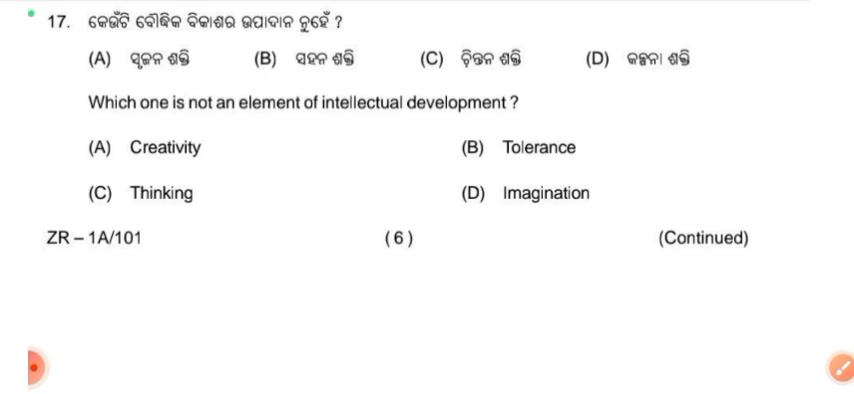 17. କେଉଁଟି ବୌଦ୍ଧିକ ବିକାଶର ଉପାଦାନ ନୁହେଁ ?
(A) ସୃଜନ ଶକ୍ତି (B) ସହନ ଶକ୍ତି (C) ଚିନ୍ତନ ଶକ୍ତି (D) କଳ୍ପନା ଶକ୍ତି
Which one is not an element of intellectual development ?
(A) Creativity (B) Tolerance
(C) Thinking (D) Imagination
ZR – 1A/101 ( 6 ) (Continued)